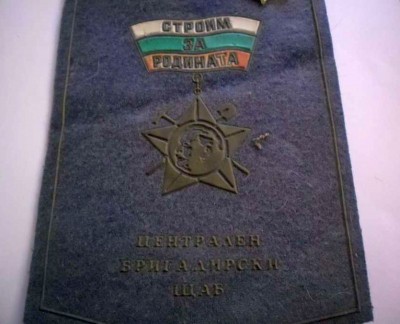 СТРОИМ
ЗА
РОДИНАТА
ЦЕНТРАЛЕН
БРИГАДИРСКИ
ЩАБ